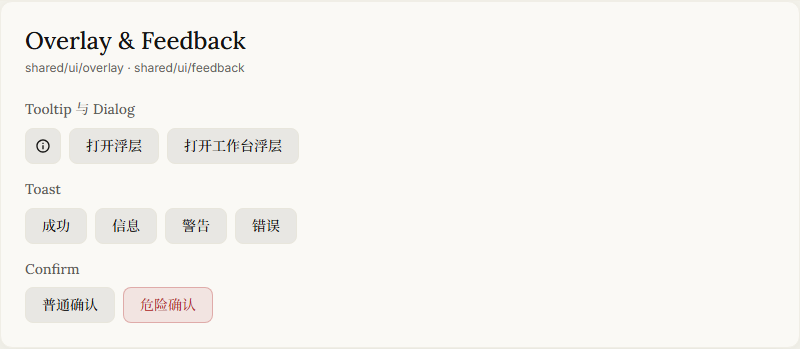 Overlay & Feedback
shared/ui/overlay · shared/ui/feedback
Tooltip 与 Dialog
打开浮层 打开工作台浮层
Toast
成功 信息 警告 错误
Confirm
普通确认 危险确认